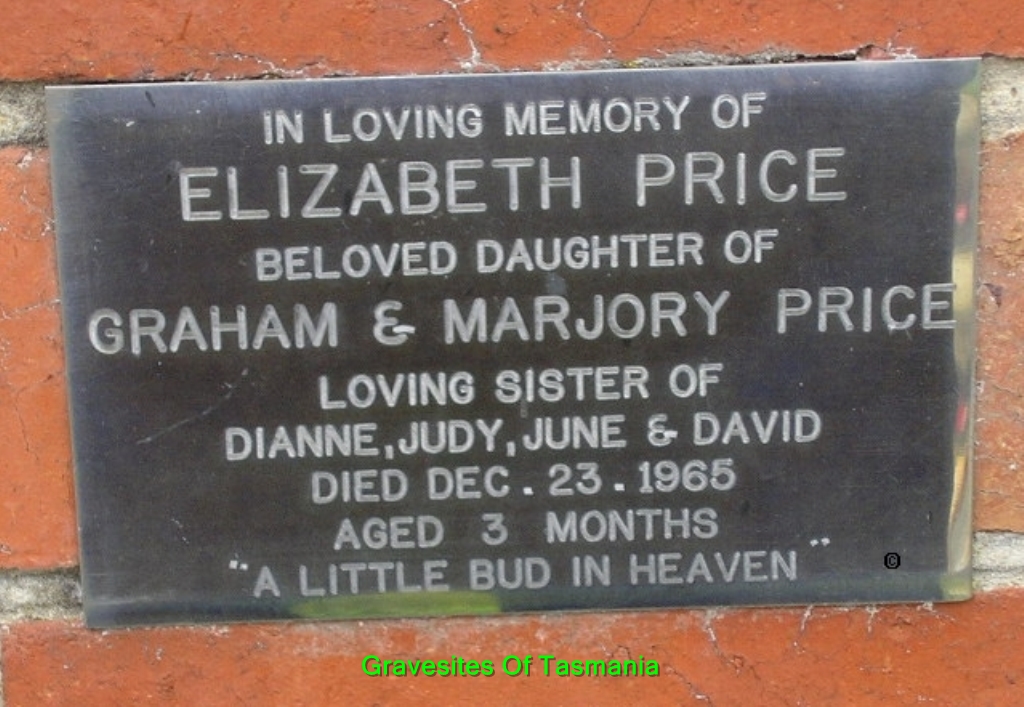 IN LOVING MEMORY OF
ELIZABETH PRICE
BELOVED DAUGHTER OF
GRAHAM & MARJORY PRICE
LOVING SISTER OF
DIANNE, JUDY, JUNE & DAVID
DIED DEC. 23. 1965
AGED 3 MONTHS
"A LITTLE BUD IN HEAVEN"
©
Gravesites Of Tasmania